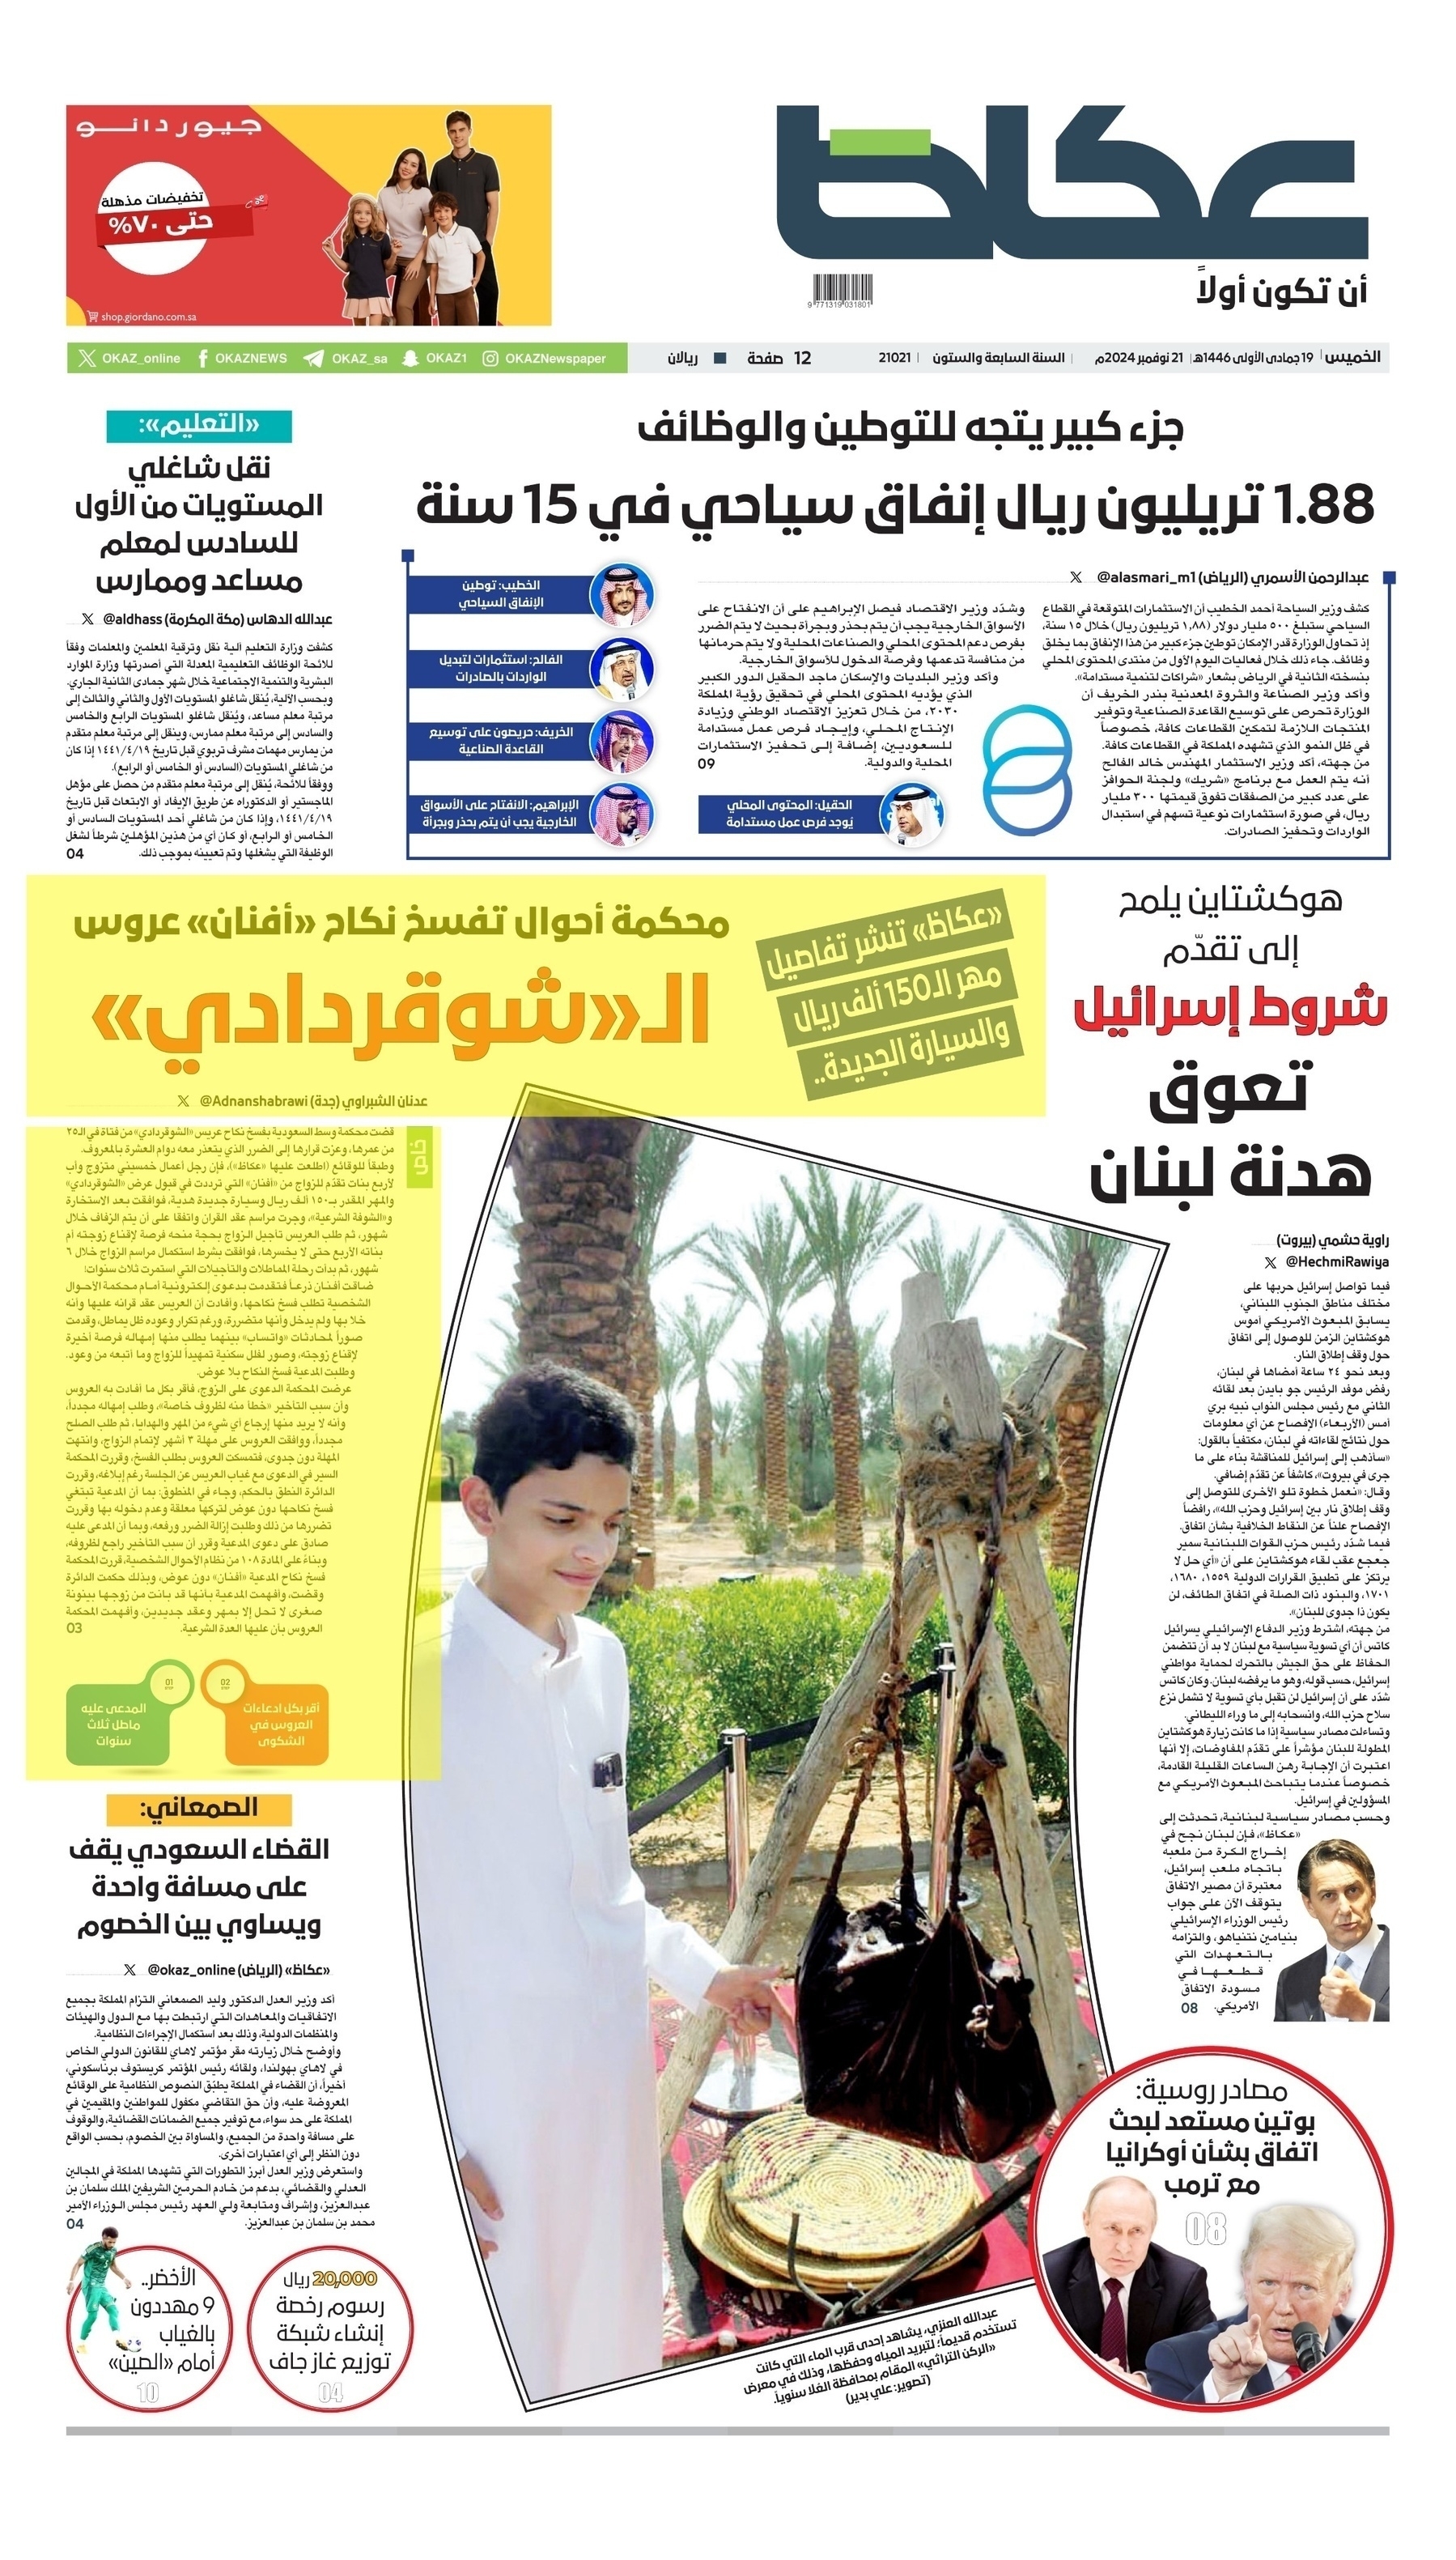 جيوردانو
تخفيضات مذهلة
حتى ٧٠%
shop.giordano.com.sa
عكاظ
أن تكون أولاً
9 771319 031801
الخميس | 19 جمادى الأولى 1446هـ | 21 نوفمبر 2024م | السنة السابعة والستون | 21021
12 صفحة ريالان
OKAZ_online OKAZNEWS OKAZ_sa OKAZ1 OKAZNewspaper
جزء كبير يتجه للتوطين والوظائف
1.88 تريليون ريال إنفاق سياحي في 15 سنة
عبدالرحمن الأسمري (الرياض) alasmari_m1@
كشف وزير السياحة أحمد الخطيب أن الاستثمارات المتوقعة في القطاع
السياحي ستبلغ ٥٠٠ مليار دولار (١,٨٨ تريليون ريال) خلال ١٥ سنة،
إذ تحاول الوزارة قدر الإمكان توطين جزء كبير من هذا الإنفاق بما يخلق
وظائف. جاء ذلك خلال فعاليات اليوم الأول من منتدى المحتوى المحلي
بنسخته الثانية في الرياض بشعار «شراكات لتنمية مستدامة».
وأكد وزير الصناعة والثروة المعدنية بندر الخريف أن
الوزارة تحرص على توسيع القاعدة الصناعية وتوفير
المنتجات اللازمة لتمكين القطاعات كافة، خصوصاً
في ظل النمو الذي تشهده المملكة في القطاعات كافة.
من جهته، أكد وزير الاستثمار المهندس خالد الفالح
أنه يتم العمل مع برنامج «شريك» ولجنة الحوافز
على عدد كبير من الصفقات تفوق قيمتها ٣٠٠ مليار
ريال، في صورة استثمارات نوعية تسهم في استبدال
الواردات وتحفيز الصادرات.
وشدّد وزير الاقتصاد فيصل الإبراهيم على أن الانفتاح على
الأسواق الخارجية يجب أن يتم بحذر وبجرأة بحيث لا يتم الضرر
بفرص دعم المحتوى المحلي والصناعات المحلية ولا يتم حرمانها
من منافسة تدعمها وفرصة الدخول للأسواق الخارجية.
وأكد وزير البلديات والإسكان ماجد الحقيل الدور الكبير
الذي يؤديه المحتوى المحلي في تحقيق رؤية المملكة
٢٠٣٠، من خلال تعزيز الاقتصاد الوطني وزيادة
الإنتاج المحلي، وإيجاد فرص عمل مستدامة
للسعوديين، إضافة إلى تحفيز الاستثمارات
المحلية والدولية.
09
الحقيل: المحتوى المحلي
يُوجد فرص عمل مستدامة
الخطيب: توطين
الإنفاق السياحي
الفالح: استثمارات لتبديل
الواردات بالصادرات
الخريف: حريصون على توسيع
القاعدة الصناعية
الإبراهيم: الانفتاح على الأسواق
الخارجية يجب أن يتم بحذر وبجرأة
«التعليم»:
نقل شاغلي
المستويات من الأول
للسادس لمعلم
مساعد وممارس
عبدالله الدهاس (مكة المكرمة) aldhass@
كشفت وزارة التعليم آلية نقل وترقية المعلمين والمعلمات وفقاً
للائحة الوظائف التعليمية المعدلة التي أصدرتها وزارة الموارد
البشرية والتنمية الاجتماعية خلال شهر جمادى الثانية الجاري.
وبحسب الآلية، يُنقل شاغلو المستويات الأول والثاني والثالث إلى
مرتبة معلم مساعد، ويُنقل شاغلو المستويات الرابع والخامس
والسادس إلى مرتبة معلم ممارس، وينقل إلى مرتبة معلم متقدم
من يمارس مهمات مشرف تربوي قبل تاريخ ١٤٤١/٤/١٩ إذا كان
من شاغلي المستويات (السادس أو الخامس أو الرابع).
ووفقاً للائحة، يُنقل إلى مرتبة معلم متقدم من حصل على مؤهل
الماجستير أو الدكتوراه عن طريق الإيفاد أو الابتعاث قبل تاريخ
١٤٤١/٤/١٩، وإذا كان من شاغلي أحد المستويات السادس أو
الخامس أو الرابع، أو كان أي من هذين المؤهلين شرطاً لشغل
الوظيفة التي يشغلها وتم تعيينه بموجب ذلك.
04
هوكشتاين يلمح
إلى تقدّم
شروط إسرائيل
تعوق
هدنة لبنان
راوية حشمي (بيروت)
HechmiRawiya@
فيما تواصل إسرائيل حربها على
مختلف مناطق الجنوب اللبناني،
يسابق المبعوث الأمريكي آموس
هوكشتاين الزمن للوصول إلى اتفاق
حول وقف إطلاق النار.
وبعد نحو ٢٤ ساعة أمضاها في لبنان،
رفض موفد الرئيس جو بايدن بعد لقائه
الثاني مع رئيس مجلس النواب نبيه بري
أمس (الأربعاء) الإفصاح عن أي معلومات
حول نتائج لقاءاته في لبنان، مكتفياً بالقول:
«سأذهب إلى إسرائيل للمناقشة بناء على ما
جرى في بيروت»، كاشفاً عن تقدّم إضافي.
وقال: «نعمل خطوة تلو الأخرى للتوصل إلى
وقف إطلاق نار بين إسرائيل وحزب الله»، رافضاً
الإفصاح علناً عن النقاط الخلافية بشأن اتفاق.
فيما شدّد رئيس حزب القوات اللبنانية سمير
جعجع عقب لقاء هوكشتاين على أن «أي حل لا
يرتكز على تطبيق القرارات الدولية ١٥٥٩، ١٦٨٠،
١٧٠١، والبنود ذات الصلة في اتفاق الطائف، لن
يكون ذا جدوى للبنان».
من جهته، اشترط وزير الدفاع الإسرائيلي يسرائيل
كاتس أن أي تسوية سياسية مع لبنان لا بد أن تتضمن
الحفاظ على حق الجيش بالتحرك لحماية مواطني
إسرائيل، حسب قوله، وهو ما يرفضه لبنان. وكان كاتس
شدّد على أن إسرائيل لن تقبل بأي تسوية لا تشمل نزع
سلاح حزب الله، وانسحابه إلى ما وراء الليطاني.
وتساءلت مصادر سياسية إذا ما كانت زيارة هوكشتاين
المطولة للبنان مؤشراً على تقدّم المفاوضات، إلا أنها
اعتبرت أن الإجابة رهن الساعات القليلة القادمة،
خصوصاً عندما يتباحث المبعوث الأمريكي مع
المسؤولين في إسرائيل.
وحسب مصادر سياسية لبنانية، تحدثت إلى
«عكاظ»، فإن لبنان نجح في
إخراج الكرة من ملعبه
باتجاه ملعب إسرائيل،
معتبرة أن مصير الاتفاق
يتوقف الآن على جواب
رئيس الوزراء الإسرائيلي
بنيامين نتنياهو، والتزامه
بالتعهدات التي
قطعها في
مسودة الاتفاق
الأمريكي.
08
«عكاظ» تنشر تفاصيل
مهر الـ150 ألف ريال
والسيارة الجديدة..
محكمة أحوال تفسخ نكاح «أفنان» عروس
الـ«شوقردادي»
عدنان الشبراوي (جدة) Adnanshabrawi@
خاص
قضت محكمة وسط السعودية بفسخ نكاح عريس «الشوقردادي» من فتاة في الـ٢٥
من عمرها، وعزت قرارها إلى الضرر الذي يتعذر معه دوام العشرة بالمعروف.
وطبقاً للوقائع (اطلعت عليها «عكاظ»)، فإن رجل أعمال خمسيني متزوج وأب
لأربع بنات تقدّم للزواج من «أفنان» التي ترددت في قبول عرض «الشوقردادي»
والمهر المقدر بـ١٥٠ ألف ريال وسيارة جديدة هدية، فوافقت بعد الاستخارة
و«الشوفة الشرعية»، وجرت مراسم عقد القران واتفقا على أن يتم الزفاف خلال
شهور، ثم طلب العريس تأجيل الزواج بحجة منحه فرصة لإقناع زوجته أم
بناته الأربع حتى لا يخسرها، فوافقت بشرط استكمال مراسم الزواج خلال ٦
شهور، ثم بدأت رحلة المماطلات والتأجيلات التي استمرت ثلاث سنوات!
ضاقت أفنان ذرعاً فتقدمت بدعوى إلكترونية أمام محكمة الأحوال
الشخصية تطلب فسخ نكاحها، وأفادت أن العريس عقد قرانه عليها وأنه
خلا بها ولم يدخل وأنها متضررة، ورغم تكرار وعوده ظل يماطل، وقدمت
صوراً لمحادثات «واتساب» بينهما يطلب منها إمهاله فرصة أخيرة
لإقناع زوجته، وصور لفلل سكنية تمهيداً للزواج وما أتبعه من وعود.
وطلبت المدعية فسخ النكاح بلا عوض.
عرضت المحكمة الدعوى على الزوج، فأقر بكل ما أفادت به العروس
وأن سبب التأخير «خطأ منه لظروف خاصة»، وطلب إمهاله مجدداً،
وأنه لا يريد منها إرجاع أي شيء من المهر والهدايا، ثم طلب الصلح
مجدداً، ووافقت العروس على مهلة ٣ أشهر لإتمام الزواج، وانتهت
المهلة دون جدوى، فتمسكت العروس بطلب الفسخ، وقررت المحكمة
السير في الدعوى مع غياب العريس عن الجلسة رغم إبلاغه، وقررت
الدائرة النطق بالحكم، وجاء في المنطوق: بما أن المدعية تبتغي
فسخ نكاحها دون عوض لتركها معلقة وعدم دخوله بها وقررت
تضررها من ذلك وطلبت إزالة الضرر ورفعه، وبما أن المدعى عليه
صادق على دعوى المدعية وقرر أن سبب التأخير راجع لظروفه،
وبناءً على المادة ١٠٨ من نظام الأحوال الشخصية، قررت المحكمة
فسخ نكاح المدعية «أفنان» دون عوض، وبذلك حكمت الدائرة
وقضت، وأفهمت المدعية بأنها قد بانت من زوجها بينونة
صغرى لا تحل إلا بمهر وعقد جديدين، وأفهمت المحكمة
العروس بأن عليها العدة الشرعية.
03
02
أقر بكل ادعاءات
العروس في
الشكوى
01
المدعى عليه
ماطل ثلاث
سنوات
الصمعاني:
القضاء السعودي يقف
على مسافة واحدة
ويساوي بين الخصوم
«عكاظ» (الرياض) okaz_online@
أكد وزير العدل الدكتور وليد الصمعاني التزام المملكة بجميع
الاتفاقيات والمعاهدات التي ارتبطت بها مع الدول والهيئات
والمنظمات الدولية، وذلك بعد استكمال الإجراءات النظامية.
وأوضح خلال زيارته مقر مؤتمر لاهاي للقانون الدولي الخاص
في لاهاي بهولندا، ولقائه رئيس المؤتمر كريستوف برناسكوني،
أخيراً، أن القضاء في المملكة يطبّق النصوص النظامية على الوقائع
المعروضة عليه، وأن حق التقاضي مكفول للمواطنين والمقيمين في
المملكة على حد سواء، مع توفير جميع الضمانات القضائية، والوقوف
على مسافة واحدة من الجميع، والمساواة بين الخصوم، بحسب الواقع
دون النظر إلى أي اعتبارات أخرى.
واستعرض وزير العدل أبرز التطورات التي تشهدها المملكة في المجالين
العدلي والقضائي، بدعم من خادم الحرمين الشريفين الملك سلمان بن
عبدالعزيز، وإشراف ومتابعة ولي العهد رئيس مجلس الوزراء الأمير
محمد بن سلمان بن عبدالعزيز.
04
عبدالله العنزي، يشاهد إحدى قرب الماء التي كانت
تستخدم قديماً؛ لتبريد المياه وحفظها، وذلك في معرض
«الركن التراثي» المقام بمحافظة العُلا سنوياً.
(تصوير: علي بدير)
مصادر روسية:
بوتين مستعد لبحث
اتفاق بشأن أوكرانيا
مع ترمب
08
20,000 ريال
رسوم رخصة
إنشاء شبكة
توزيع غاز جاف
04
الأخضر..
9 مهددون
بالغياب
أمام «الصين»
10